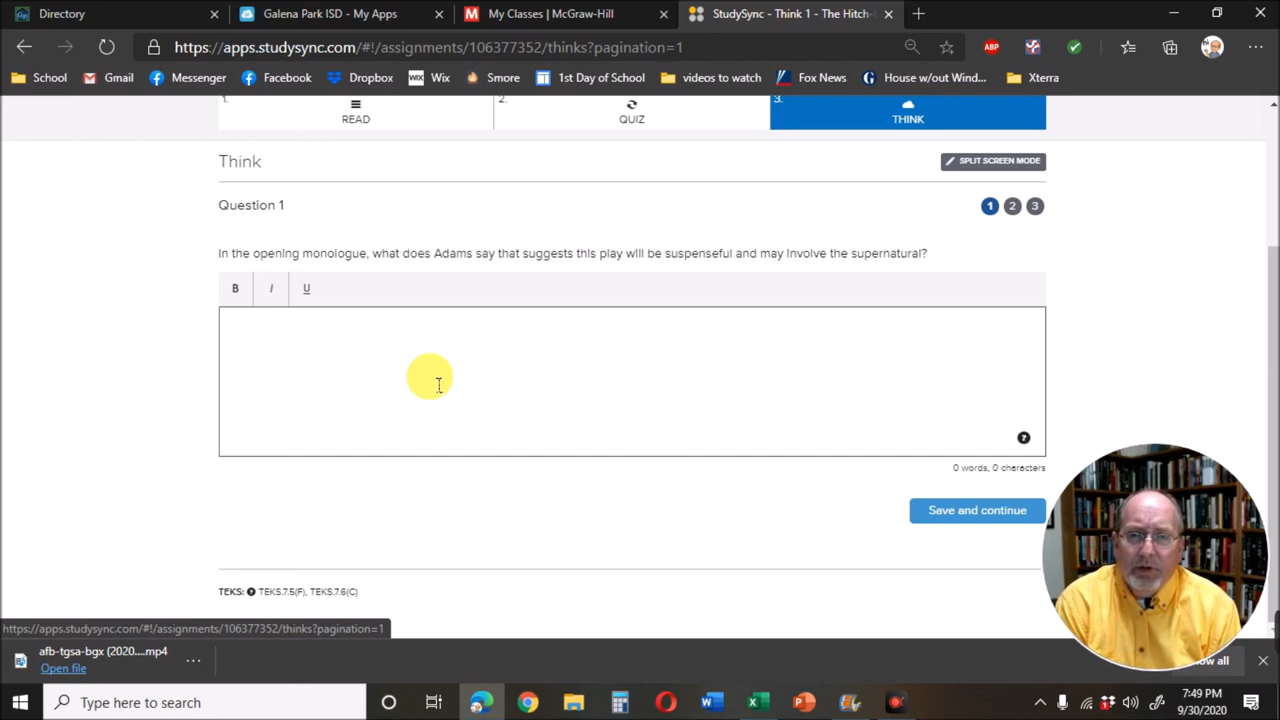 Directory
Galena Park ISD - My Apps
My Classes | McGraw-Hill
StudySync - Think 1 - The Hitch-
https://apps.studysync.com/#!/assignments/106377352/thinks?pagination=1
ABP
School
Gmail
Messenger
Facebook
Dropbox
WIX
Wix
Smore
1st Day of School
videos to watch
Fox News
House w/out Wind...
Xterra
1.
READ
2.
QUIZ
3.
THINK
Think
SPLIT SCREEN MODE
Question 1
1 2 3
In the opening monologue, what does Adams say that suggests this play will be suspenseful and may involve the supernatural?
B I U
?
0 words, 0 characters
Save and continue
TEKS: ? TEKS.7.5(F), TEKS.7.6(C)
https://apps.studysync.com/#!/assignments/106377352/thinks?pagination=1
afb-tgsa-bgx (2020....mp4
Open file
Type here to search
7:49 PM
9/30/2020